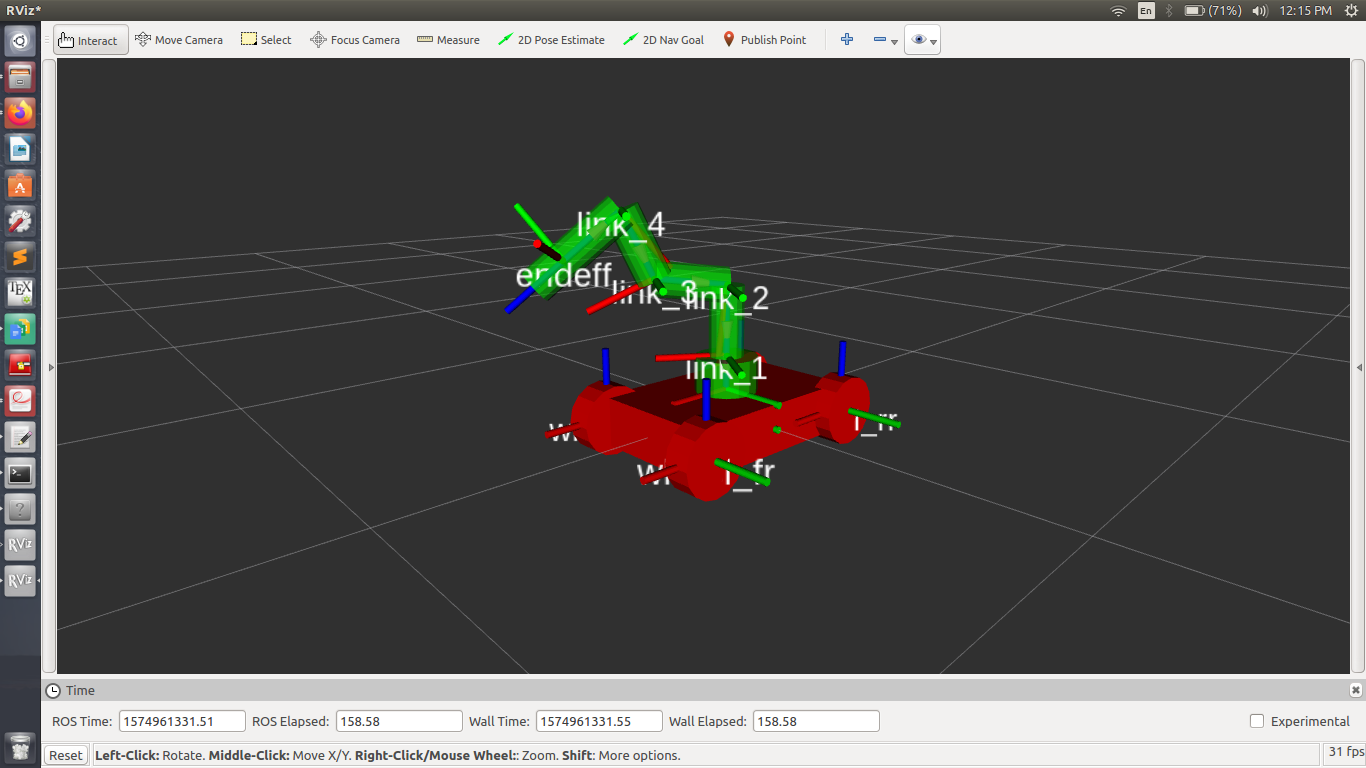 RViz*
En
(71%)
12:15 PM
Interact
Move Camera
Select
Focus Camera
Measure
2D Pose Estimate
2D Nav Goal
Publish Point
link_4
endeff
link_3
link_2
link_1
l_rr
l_fr
TEX
RViz
RViz
Time
ROS Time: 1574961331.51 ROS Elapsed: 158.58 Wall Time: 1574961331.55 Wall Elapsed: 158.58 Experimental
Reset Left-Click: Rotate. Middle-Click: Move X/Y. Right-Click/Mouse Wheel:: Zoom. Shift: More options. 31 fps